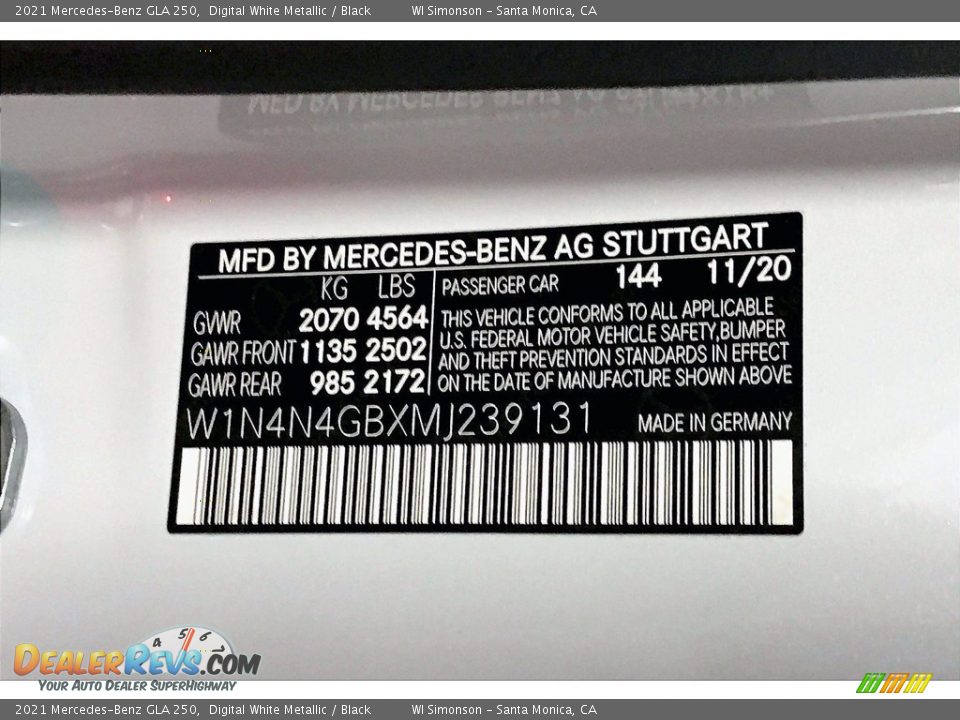 2021 Mercedes-Benz GLA 250, Digital White Metallic / Black WI Simonson - Santa Monica, CA
MFD BY MERCEDES-BENZ AG STUTTGART
KG LBS PASSENGER CAR 144 11/20
GVWR 2070 4564
GAWR FRONT 1135 2502
GAWR REAR 985 2172
THIS VEHICLE CONFORMS TO ALL APPLICABLE
U.S. FEDERAL MOTOR VEHICLE SAFETY,BUMPER
AND THEFT PREVENTION STANDARDS IN EFFECT
ON THE DATE OF MANUFACTURE SHOWN ABOVE
W1N4N4GBXMJ239131 MADE IN GERMANY
4 5 6
DEALERREVS.COM
YOUR AUTO DEALER SUPERHIGHWAY
2021 Mercedes-Benz GLA 250, Digital White Metallic / Black WI Simonson - Santa Monica, CA